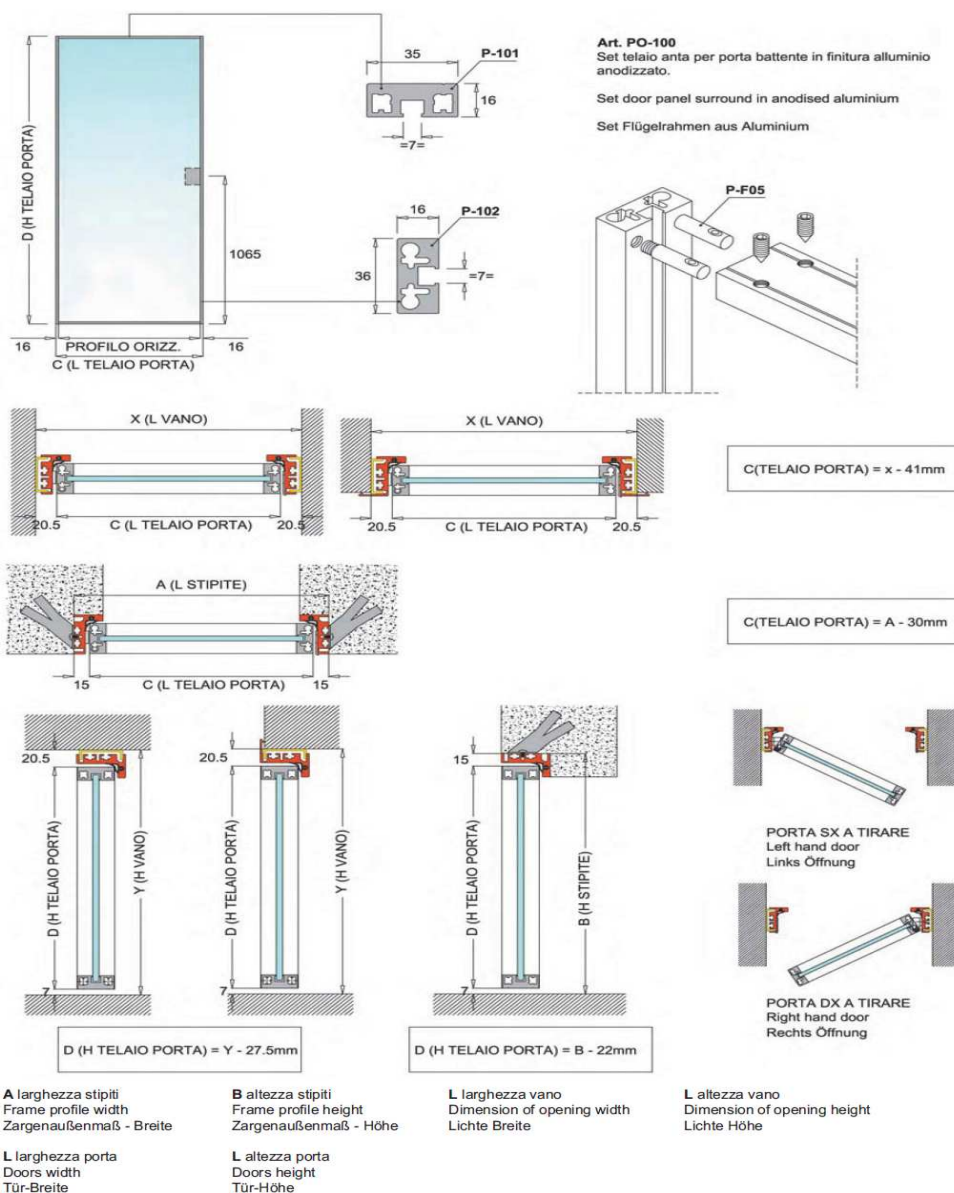 Art. PO-100
Set telaio anta per porta battente in finitura alluminio
anodizzato.
Set door panel surround in anodised aluminium
Set Flügelrahmen aus Aluminium
35
P-101
16
=7=
D (H TELAIO PORTA)
16
P-102
36
=7=
1065
P-F05
16
PROFILO ORIZZ.
16
C (L TELAIO PORTA)
X (L VANO)
20.5
C (L TELAIO PORTA)
20.5
X (L VANO)
20.5
C (L TELAIO PORTA)
20.5
C(TELAIO PORTA) = x - 41mm
A (L STIPITE)
15
C (L TELAIO PORTA)
15
C(TELAIO PORTA) = A - 30mm
20.5
D (H TELAIO PORTA)
Y (H VANO)
7
20.5
D (H TELAIO PORTA)
Y (H VANO)
7
15
D (H TELAIO PORTA)
B (H STIPITE)
7
PORTA SX A TIRARE
Left hand door
Links Öffnung
PORTA DX A TIRARE
Right hand door
Rechts Öffnung
D (H TELAIO PORTA) = Y - 27.5mm
D (H TELAIO PORTA) = B - 22mm
A larghezza stipiti
Frame profile width
Zargenaußenmaß - Breite
B altezza stipiti
Frame profile height
Zargenaußenmaß - Höhe
L larghezza vano
Dimension of opening width
Lichte Breite
L altezza vano
Dimension of opening height
Lichte Höhe
L larghezza porta
Doors width
Tür-Breite
L altezza porta
Doors height
Tür-Höhe